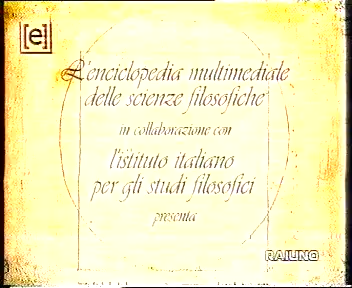 [e]
L'enciclopedia multimediale
delle scienze filosofiche
in collaborazione con
l'istituto italiano
per gli studi filosofici
presenta
RAIUNO